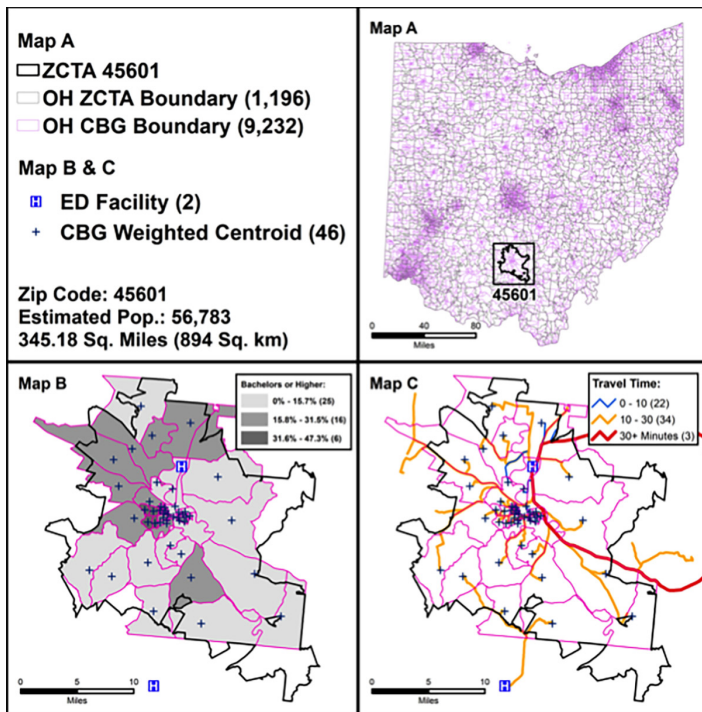 Map A
ZCTA 45601
OH ZCTA Boundary (1,196)
OH CBG Boundary (9,232)
Map B & C
H ED Facility (2)
CBG Weighted Centroid (46)
Zip Code: 45601
Estimated Pop.: 56,783
345.18 Sq. Miles (894 Sq. km)
Map A
45601
0 40 80
Miles
Map B
Bachelors or Higher:
0% - 15.7% (25)
15.8% - 31.5% (16)
31.6% - 47.3% (6)
H
H
0 5 10
Miles
Map C
Travel Time:
0 - 10 (22)
10 - 30 (34)
30+ Minutes (3)
H
H
0 5 10
Miles